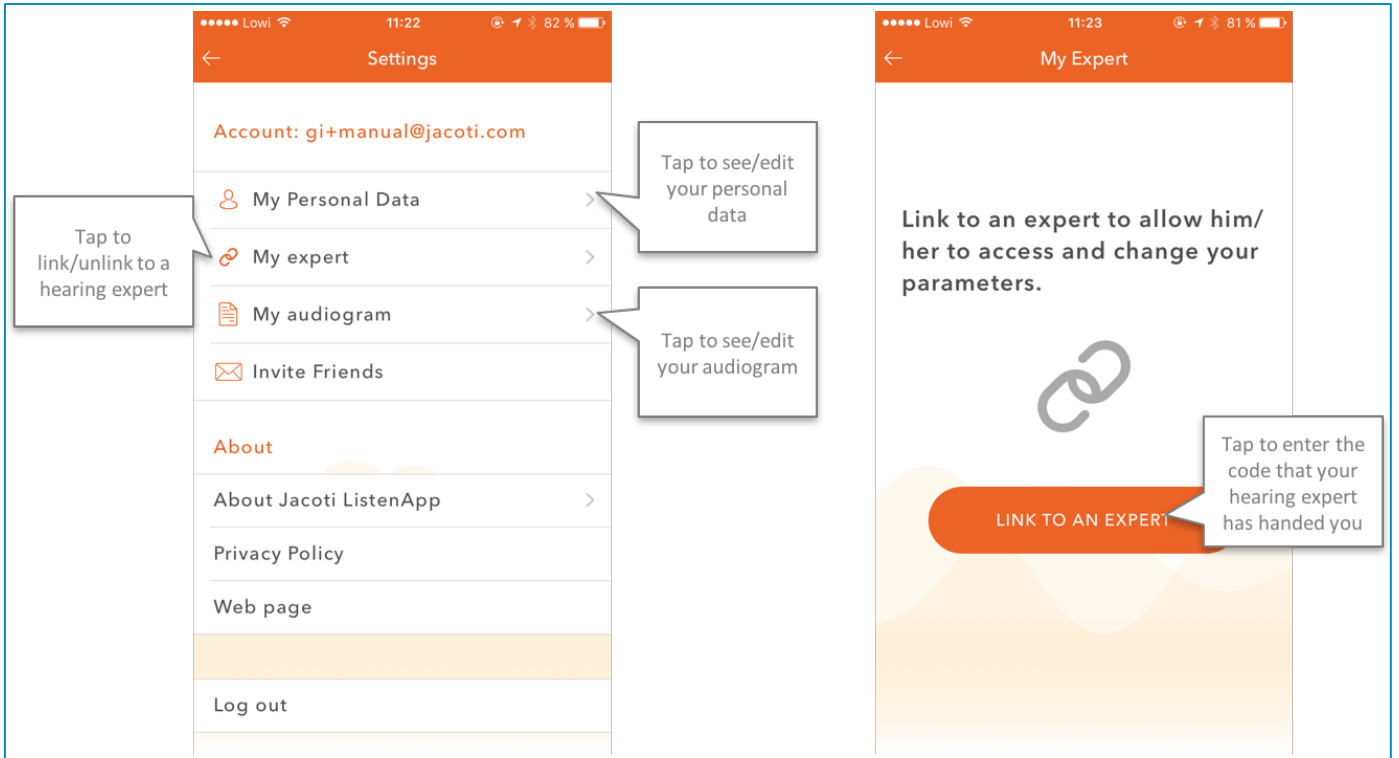 Lowi 11:22 82 %
Settings
Account: gi+manual@jacoti.com
My Personal Data
My expert
My audiogram
Invite Friends
About
About Jacoti ListenApp
Privacy Policy
Web page
Log out
Tap to
link/unlink to a
hearing expert
Tap to see/edit
your personal
data
Tap to see/edit
your audiogram
Lowi 11:23 81 %
My Expert
Link to an expert to allow him/
her to access and change your
parameters.
LINK TO AN EXPERT
Tap to enter the
code that your
hearing expert
has handed you